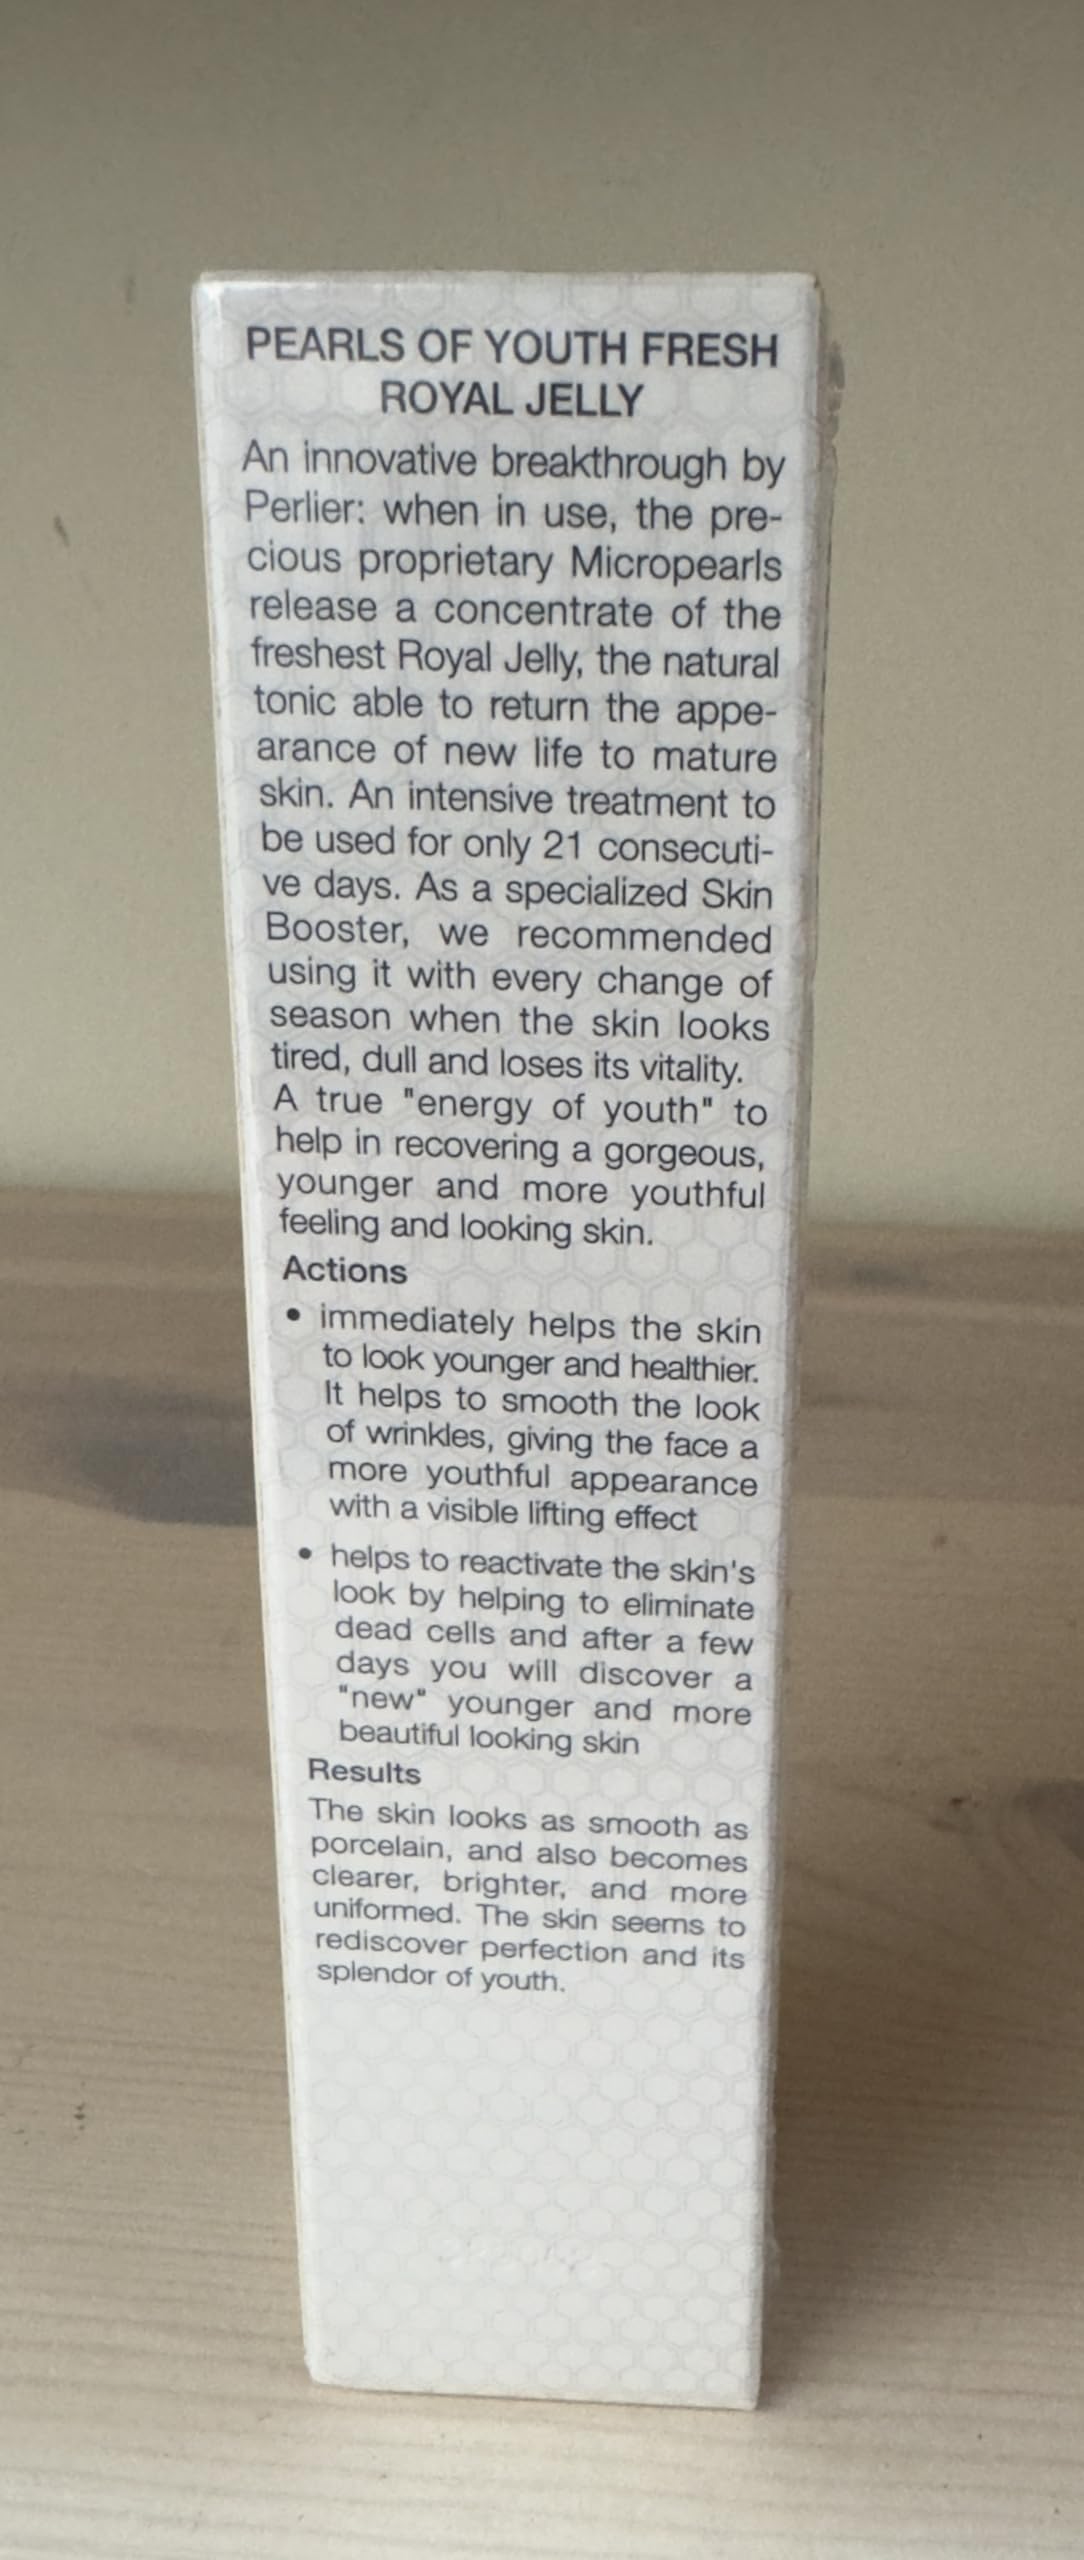 PEARLS OF YOUTH FRESH
ROYAL JELLY
An innovative breakthrough by
Perlier: when in use, the pre-
cious proprietary Micropearls
release a concentrate of the
freshest Royal Jelly, the natural
tonic able to return the appe-
arance of new life to mature
skin. An intensive treatment to
be used for only 21 consecuti-
ve days. As a specialized Skin
Booster, we recommended
using it with every change of
season when the skin looks
tired, dull and loses its vitality.
A true "energy of youth" to
help in recovering a gorgeous,
younger and more youthful
feeling and looking skin.
Actions
• immediately helps the skin
to look younger and healthier.
It helps to smooth the look
of wrinkles, giving the face a
more youthful appearance
with a visible lifting effect
• helps to reactivate the skin's
look by helping to eliminate
dead cells and after a few
days you will discover a
"new" younger and more
beautiful looking skin
Results
The skin looks as smooth as
porcelain, and also becomes
clearer, brighter, and more
uniformed. The skin seems to
rediscover perfection and its
splendor of youth.